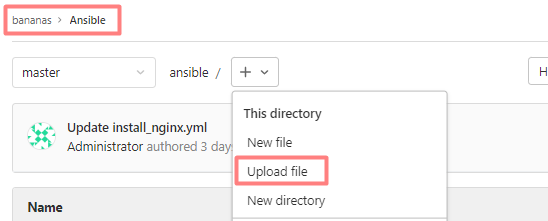 bananas > Ansible
master
ansible / +
This directory
Update install_nginx.yml
New file
Administrator authored 3 day
Upload file
New directory
Name